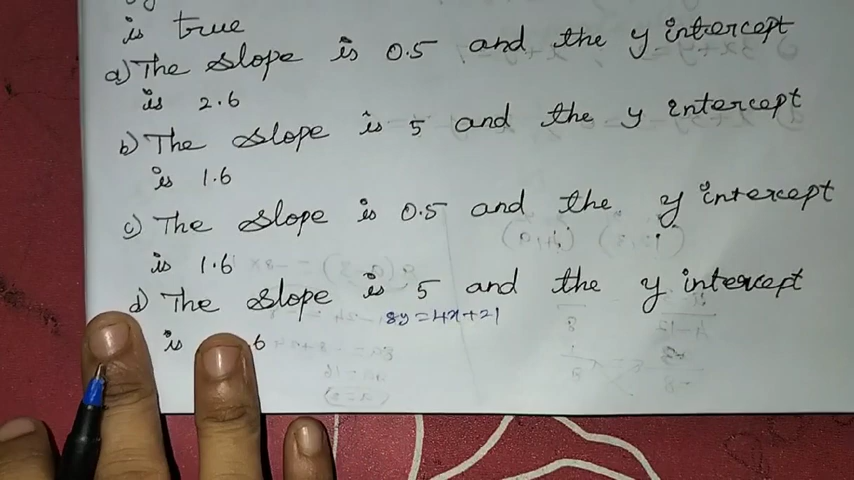 is true
a) The slope is 0.5 and the y intercept
is 2.6
b) The slope is 5 and the y intercept
is 1.6
c) The slope is 0.5 and the y intercept
is 1.6
d) The slope is 5 and the y intercept
8y = 4x + 21
is .6